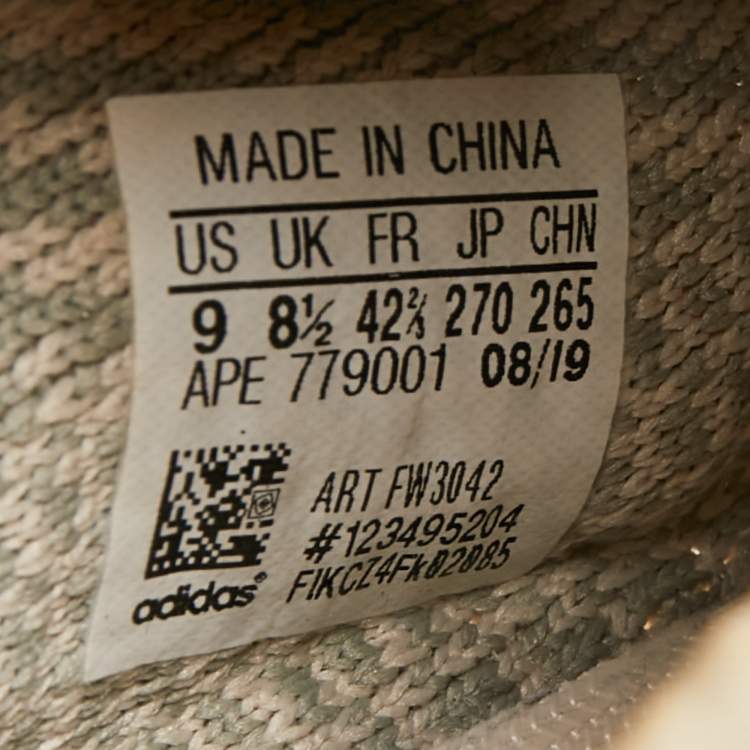 MADE IN CHINA
US UK FR JP CHN
9 8½ 42⅔ 270 265
APE 779001 08/19
ART FW3042
#123495204
F1KCZ4Fk02085
adidas®